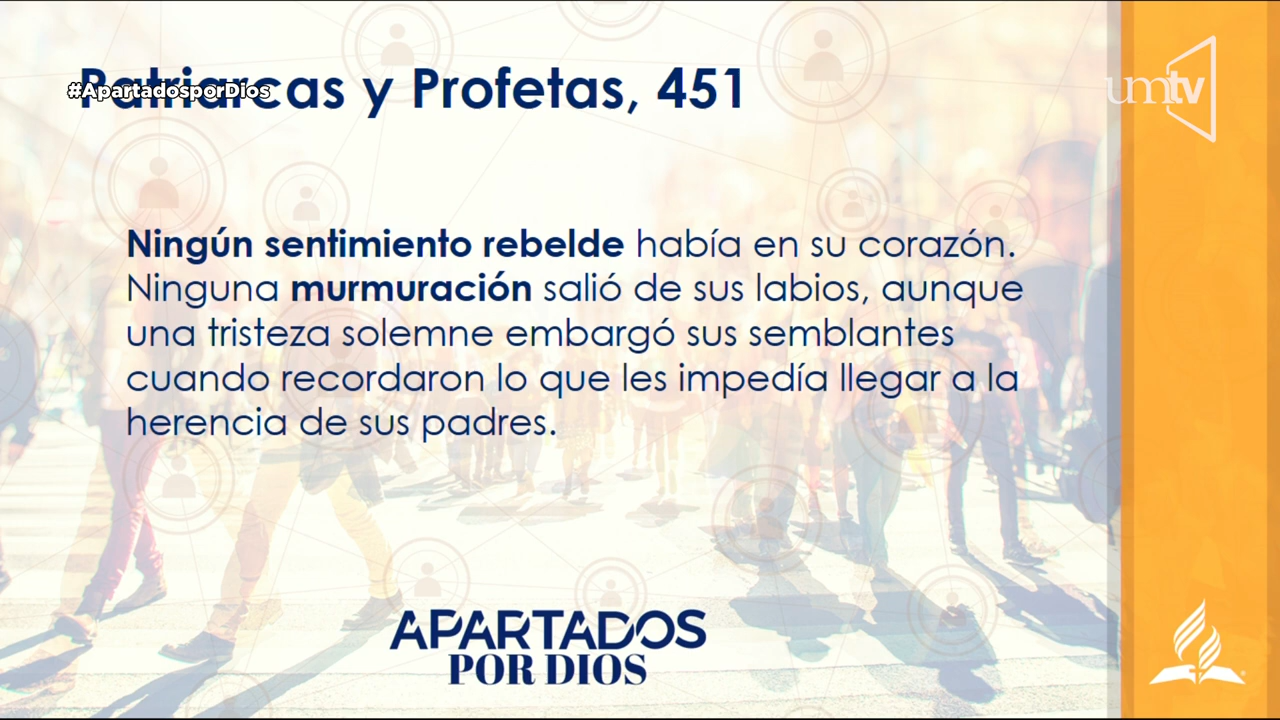 Patriarcas y Profetas, 451
#ApartadosporDios
umtv
Ningún sentimiento rebelde había en su corazón.
Ninguna murmuración salió de sus labios, aunque
una tristeza solemne embargó sus semblantes
cuando recordaron lo que les impedía llegar a la
herencia de sus padres.
APARTADOS
POR DIOS